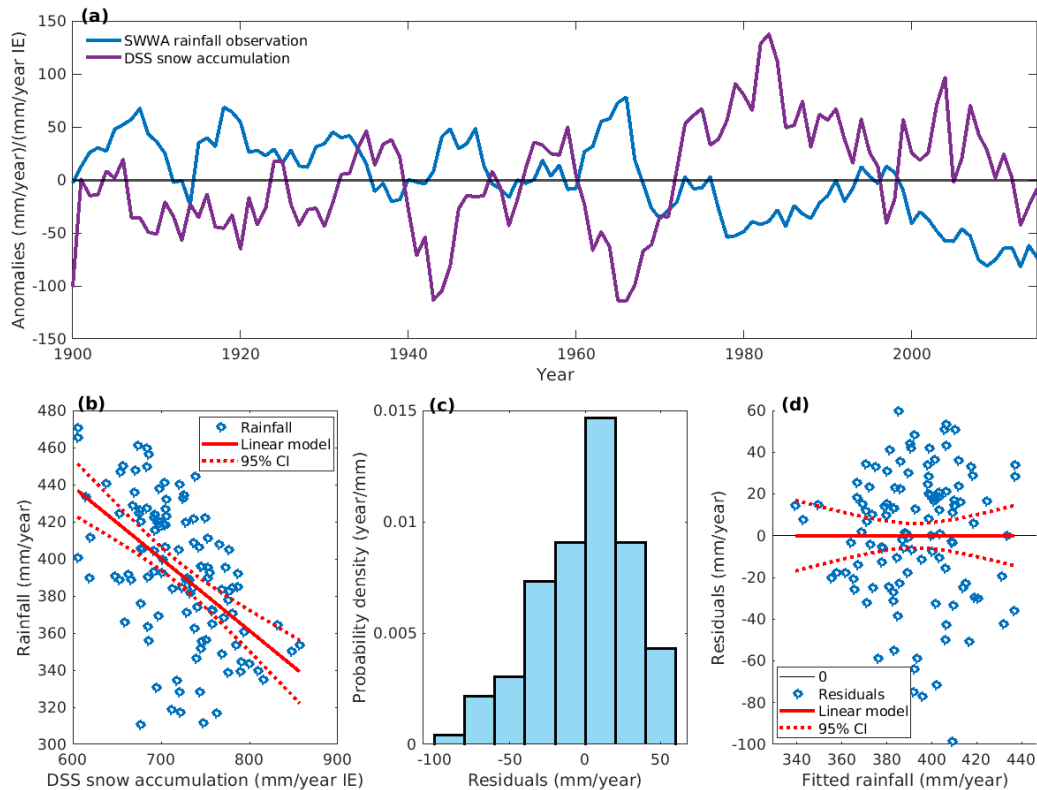 (a)
SWWA rainfall observation
DSS snow accumulation
Anomalies (mm/year)/(mm/year IE)
150
100
50
0
-50
-100
-150
1900
1920
1940
1960
1980
2000
Year
(b)
Rainfall
Linear model
95% CI
Rainfall (mm/year)
480
460
440
420
400
380
360
340
320
300
600
700
800
900
DSS snow accumulation (mm/year IE)
(c)
Probability density (year/mm)
0.015
0.01
0.005
0
-100
-50
0
50
Residuals (mm/year)
(d)
Residuals (mm/year)
60
40
20
0
-20
-40
-60
-80
-100
0
Residuals
Linear model
95% CI
340
360
380
400
420
440
Fitted rainfall (mm/year)